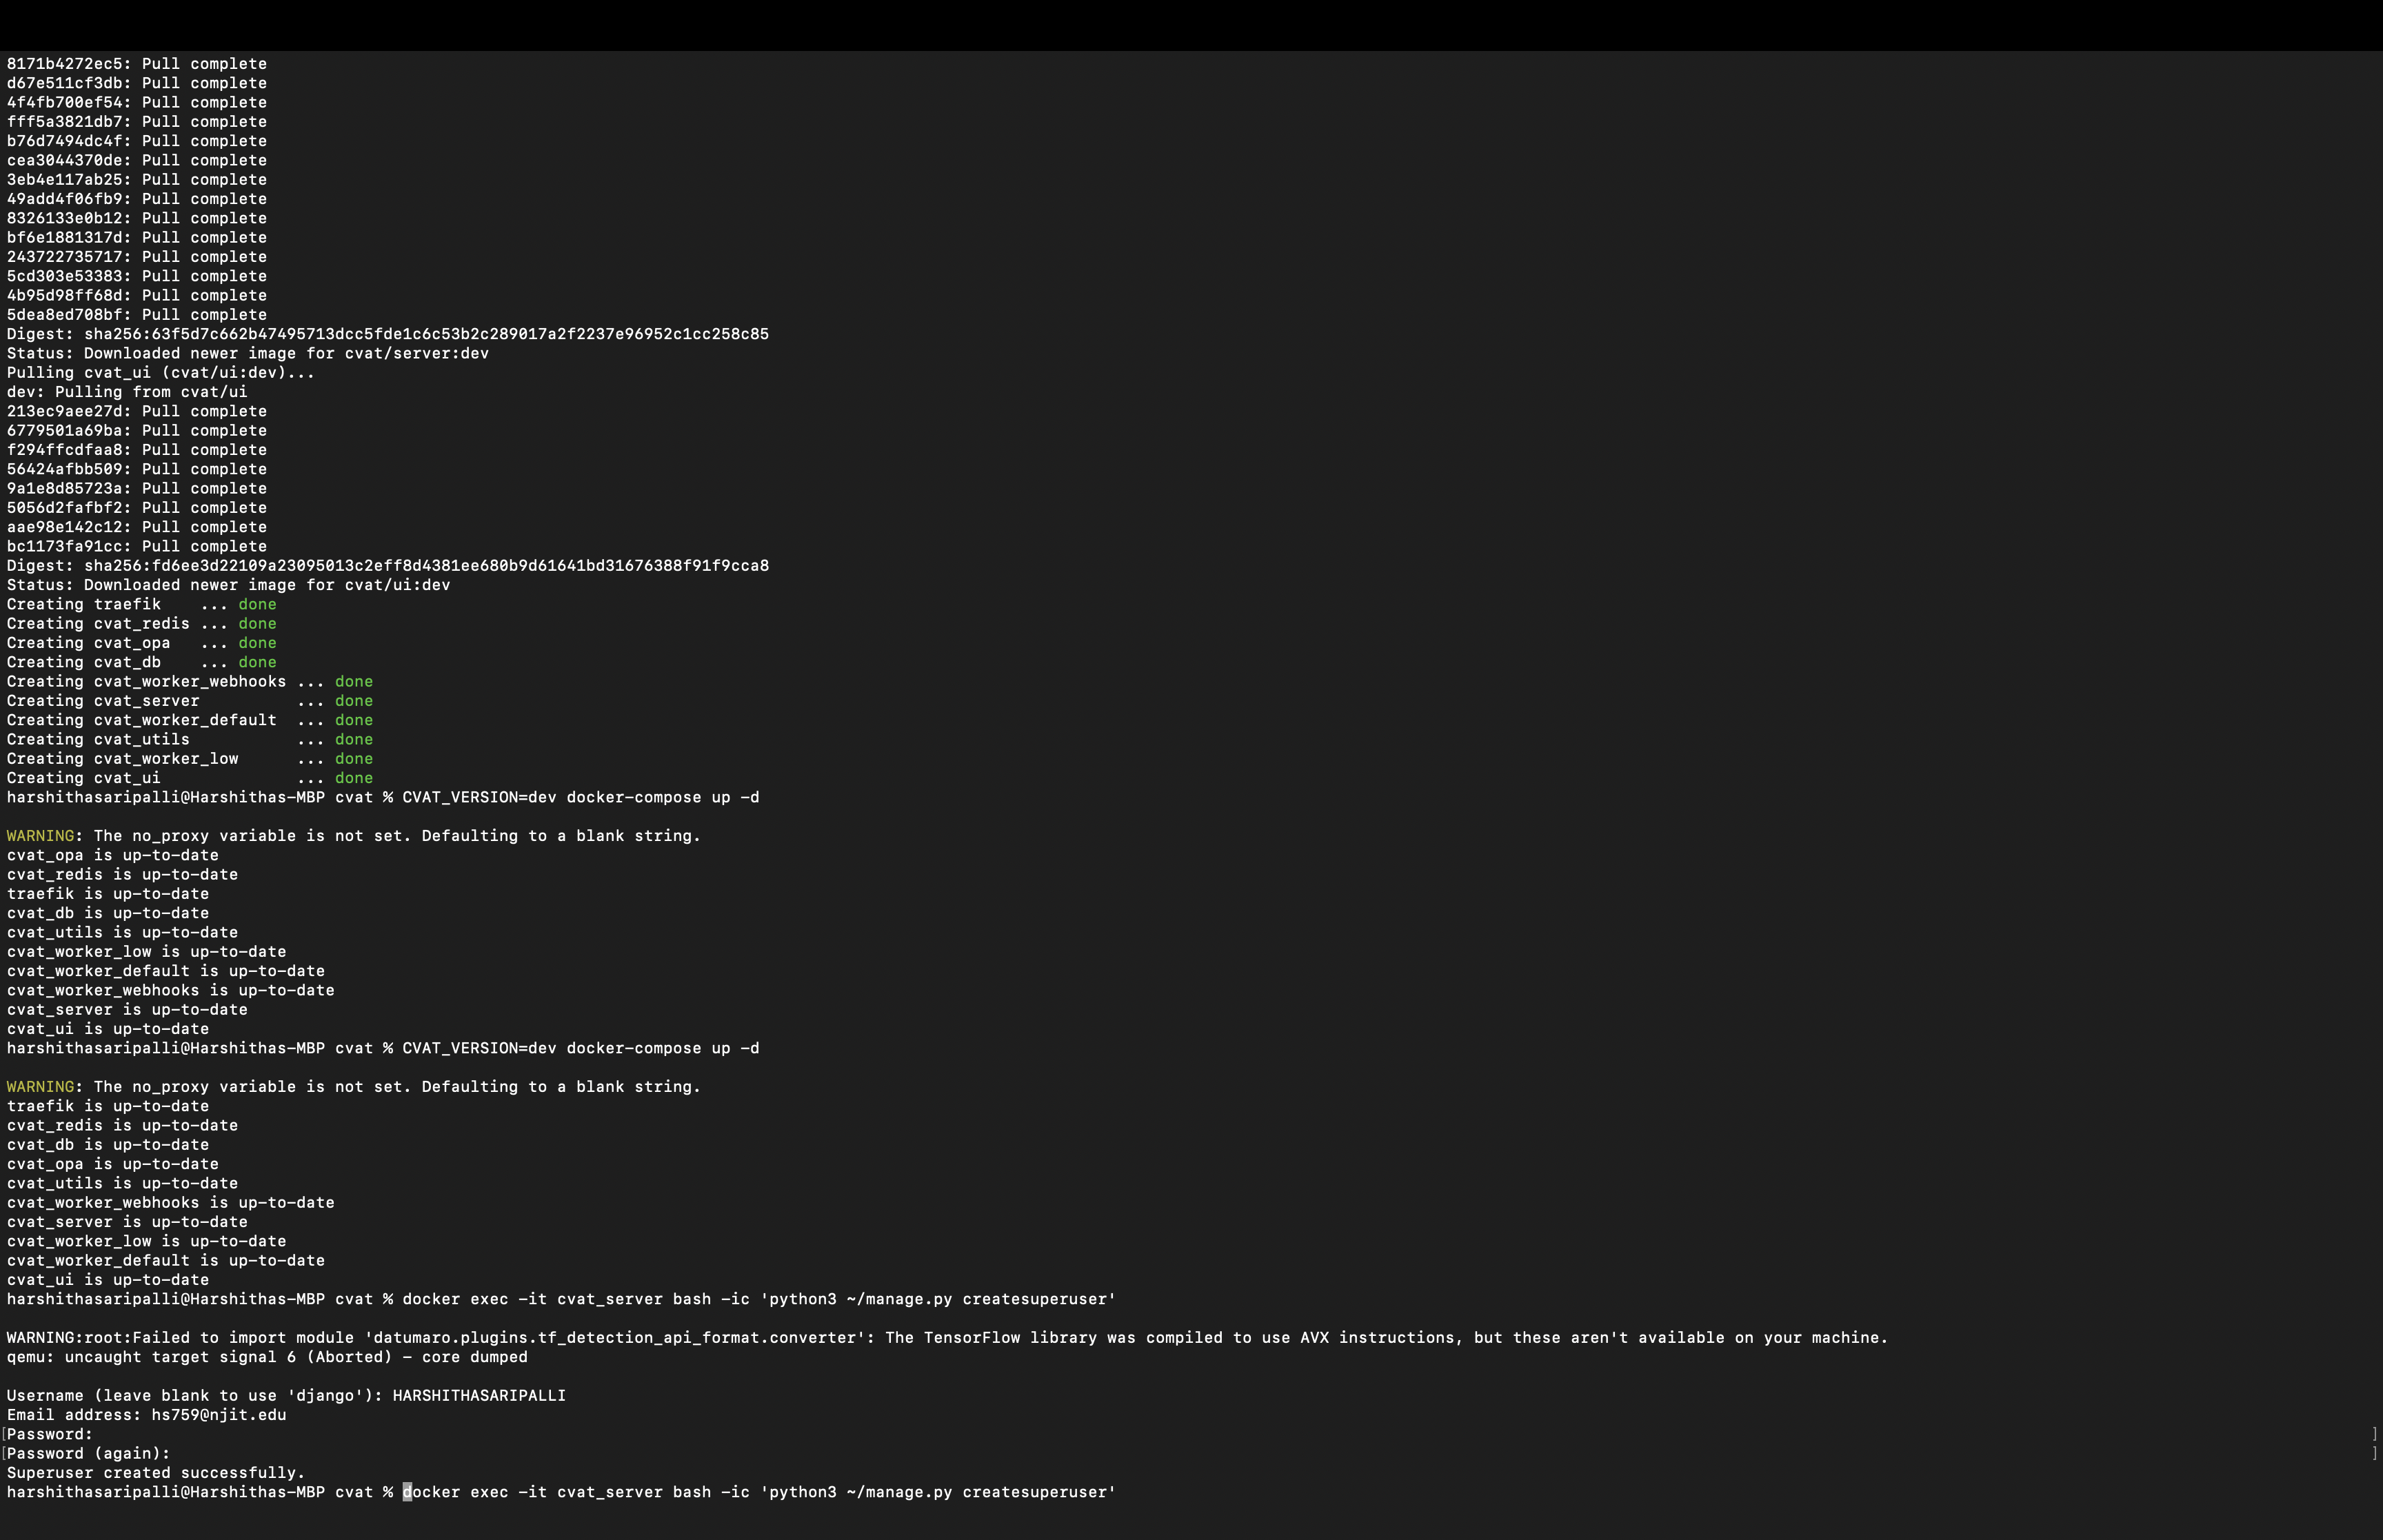 8171b4272ec5: Pull complete
d67e511cf3db: Pull complete
4f4fb700ef54: Pull complete
fff5a3821db7: Pull complete
b76d7494dc4f: Pull complete
cea3044370de: Pull complete
3eb4e117ab25: Pull complete
49add4f06fb9: Pull complete
8326133e0b12: Pull complete
bf6e1881317d: Pull complete
243722735717: Pull complete
5cd303e53383: Pull complete
4b95d98ff68d: Pull complete
5dea8ed708bf: Pull complete
Digest: sha256:63f5d7c662b47495713dcc5fde1c6c53b2c289017a2f2237e96952c1cc258c85
Status: Downloaded newer image for cvat/server:dev
Pulling cvat_ui (cvat/ui:dev)...
dev: Pulling from cvat/ui
213ec9aee27d: Pull complete
6779501a69ba: Pull complete
f294ffcdfaa8: Pull complete
56424afbb509: Pull complete
9a1e8d85723a: Pull complete
5056d2fafbf2: Pull complete
aae98e142c12: Pull complete
bc1173fa91cc: Pull complete
Digest: sha256:fd6ee3d22109a23095013c2eff8d4381ee680b9d61641bd31676388f91f9cca8
Status: Downloaded newer image for cvat/ui:dev
Creating traefik    ... done
Creating cvat_redis ... done
Creating cvat_opa   ... done
Creating cvat_db    ... done
Creating cvat_worker_webhooks ... done
Creating cvat_server          ... done
Creating cvat_worker_default  ... done
Creating cvat_utils           ... done
Creating cvat_worker_low      ... done
Creating cvat_ui              ... done
harshithasaripalli@Harshithas-MBP cvat % CVAT_VERSION=dev docker-compose up -d
WARNING: The no_proxy variable is not set. Defaulting to a blank string.
cvat_opa is up-to-date
cvat_redis is up-to-date
traefik is up-to-date
cvat_db is up-to-date
cvat_utils is up-to-date
cvat_worker_low is up-to-date
cvat_worker_default is up-to-date
cvat_worker_webhooks is up-to-date
cvat_server is up-to-date
cvat_ui is up-to-date
harshithasaripalli@Harshithas-MBP cvat % CVAT_VERSION=dev docker-compose up -d
WARNING: The no_proxy variable is not set. Defaulting to a blank string.
traefik is up-to-date
cvat_redis is up-to-date
cvat_db is up-to-date
cvat_opa is up-to-date
cvat_utils is up-to-date
cvat_worker_webhooks is up-to-date
cvat_server is up-to-date
cvat_worker_low is up-to-date
cvat_worker_default is up-to-date
cvat_ui is up-to-date
harshithasaripalli@Harshithas-MBP cvat % docker exec -it cvat_server bash -ic 'python3 ~/manage.py createsuperuser'
WARNING:root:Failed to import module 'datumaro.plugins.tf_detection_api_format.converter': The TensorFlow library was compiled to use AVX instructions, but these aren't available on your machine.
qemu: uncaught target signal 6 (Aborted) - core dumped
Username (leave blank to use 'django'): HARSHITHASARIPALLI
Email address: hs759@njit.edu
[Password: ]
[Password (again): ]
Superuser created successfully.
harshithasaripalli@Harshithas-MBP cvat % docker exec -it cvat_server bash -ic 'python3 ~/manage.py createsuperuser'